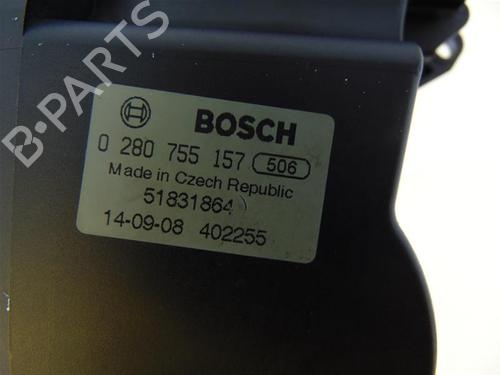 B-PARTS
BOSCH
0 280 755 157 506
Made in Czech Republic
51831864
14-09-08 402255